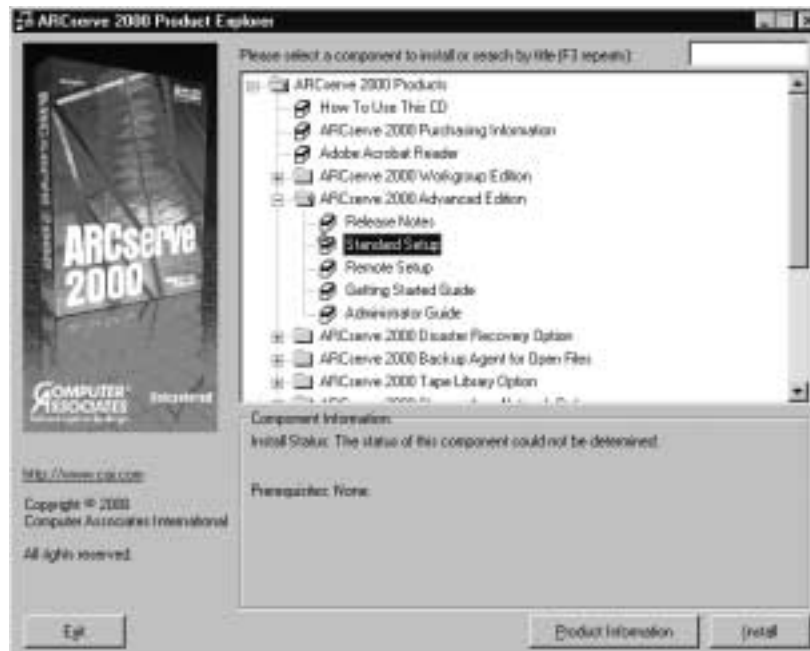 ARCserve 2000 Product Explorer
Please select a component to install or search by title (F3 repeats):
ARCserve 2000 Products
How To Use This CD
ARCserve 2000 Purchasing Information
Adobe Acrobat Reader
ARCserve 2000 Workgroup Edition
ARCserve 2000 Advanced Edition
Release Notes
Standard Setup
Remote Setup
Getting Started Guide
Administrator Guide
ARCserve 2000 Disaster Recovery Option
ARCserve 2000 Backup Agent for Open Files
ARCserve 2000 Tape Library Option
ARCserve 2000
ARCserve
2000
COMPUTER
ASSOCIATES
Component Information:
Install Status: The status of this component could not be determined.
Prerequisites: None.
http://www.cai.com
Copyright © 2000
Computer Associates International
All rights reserved.
Exit
Product Information
Install